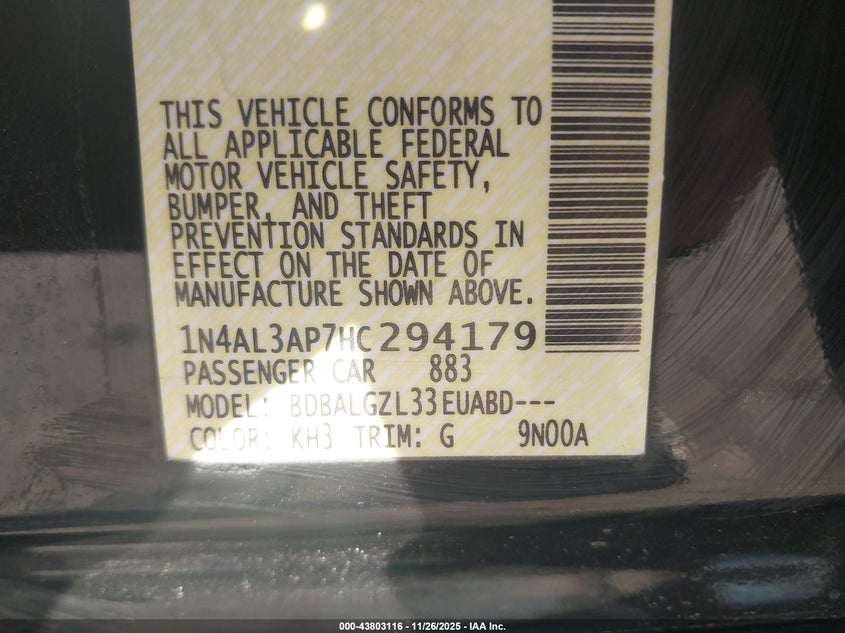 THIS VEHICLE CONFORMS TO
ALL APPLICABLE FEDERAL
MOTOR VEHICLE SAFETY,
BUMPER, AND THEFT
PREVENTION STANDARDS IN
EFFECT ON THE DATE OF
MANUFACTURE SHOWN ABOVE.
1N4AL3AP7HC294179
PASSENGER CAR 883
MODEL: BDBALGZL33EUABD---
COLOR: KH3 TRIM: G 9N00A
000-43803116 - 11/26/2025 - IAA Inc.